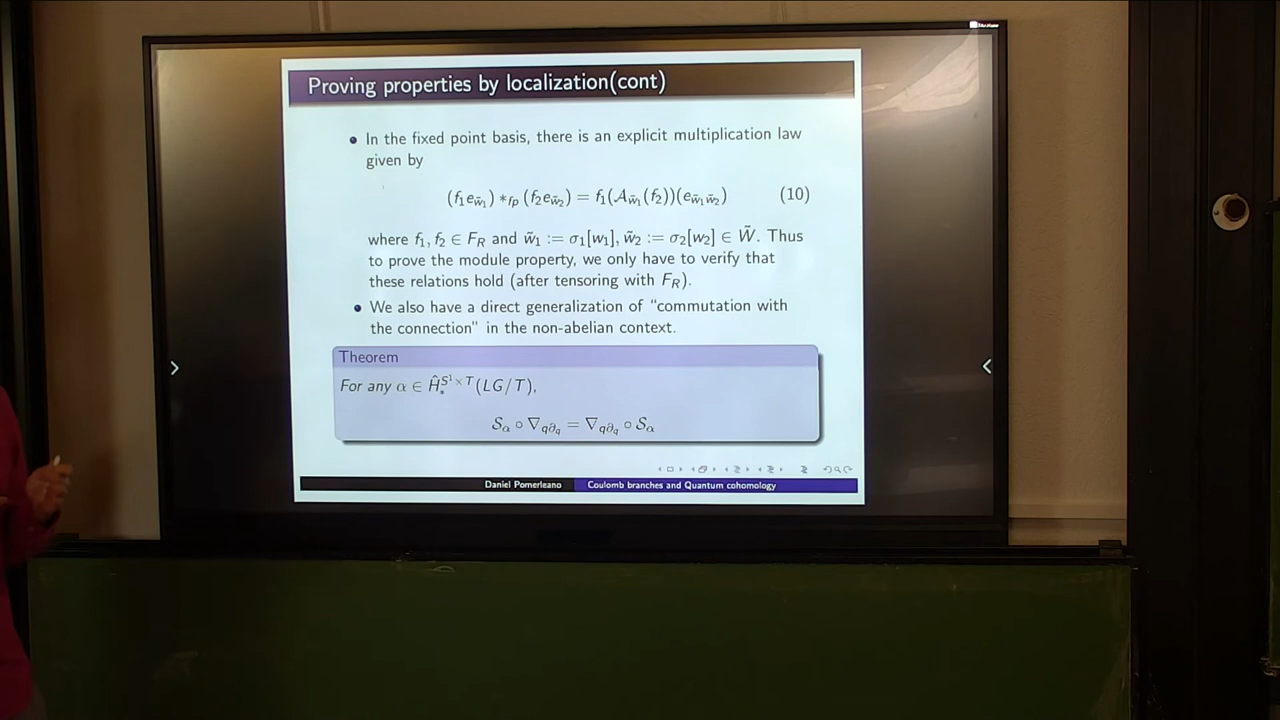 Proving properties by localization(cont)
• In the fixed point basis, there is an explicit multiplication law
given by
(f₁e_{w̃₁}) *_{fp} (f₂e_{w̃₂}) = f₁(𝒜_{w̃₁}(f₂))(e_{w̃₁w̃₂}) (10)
where f₁, f₂ ∈ F_R and w̃₁ := σ₁[w₁], w̃₂ := σ₂[w₂] ∈ W̃. Thus
to prove the module property, we only have to verify that
these relations hold (after tensoring with F_R).
• We also have a direct generalization of “commutation with
the connection” in the non-abelian context.
Theorem
For any α ∈ Ĥ_*^{S¹×T}(LG/T),
𝒮_α ∘ ∇_{q∂_q} = ∇_{q∂_q} ∘ 𝒮_α
Daniel Pomerleano Coulomb branches and Quantum cohomology